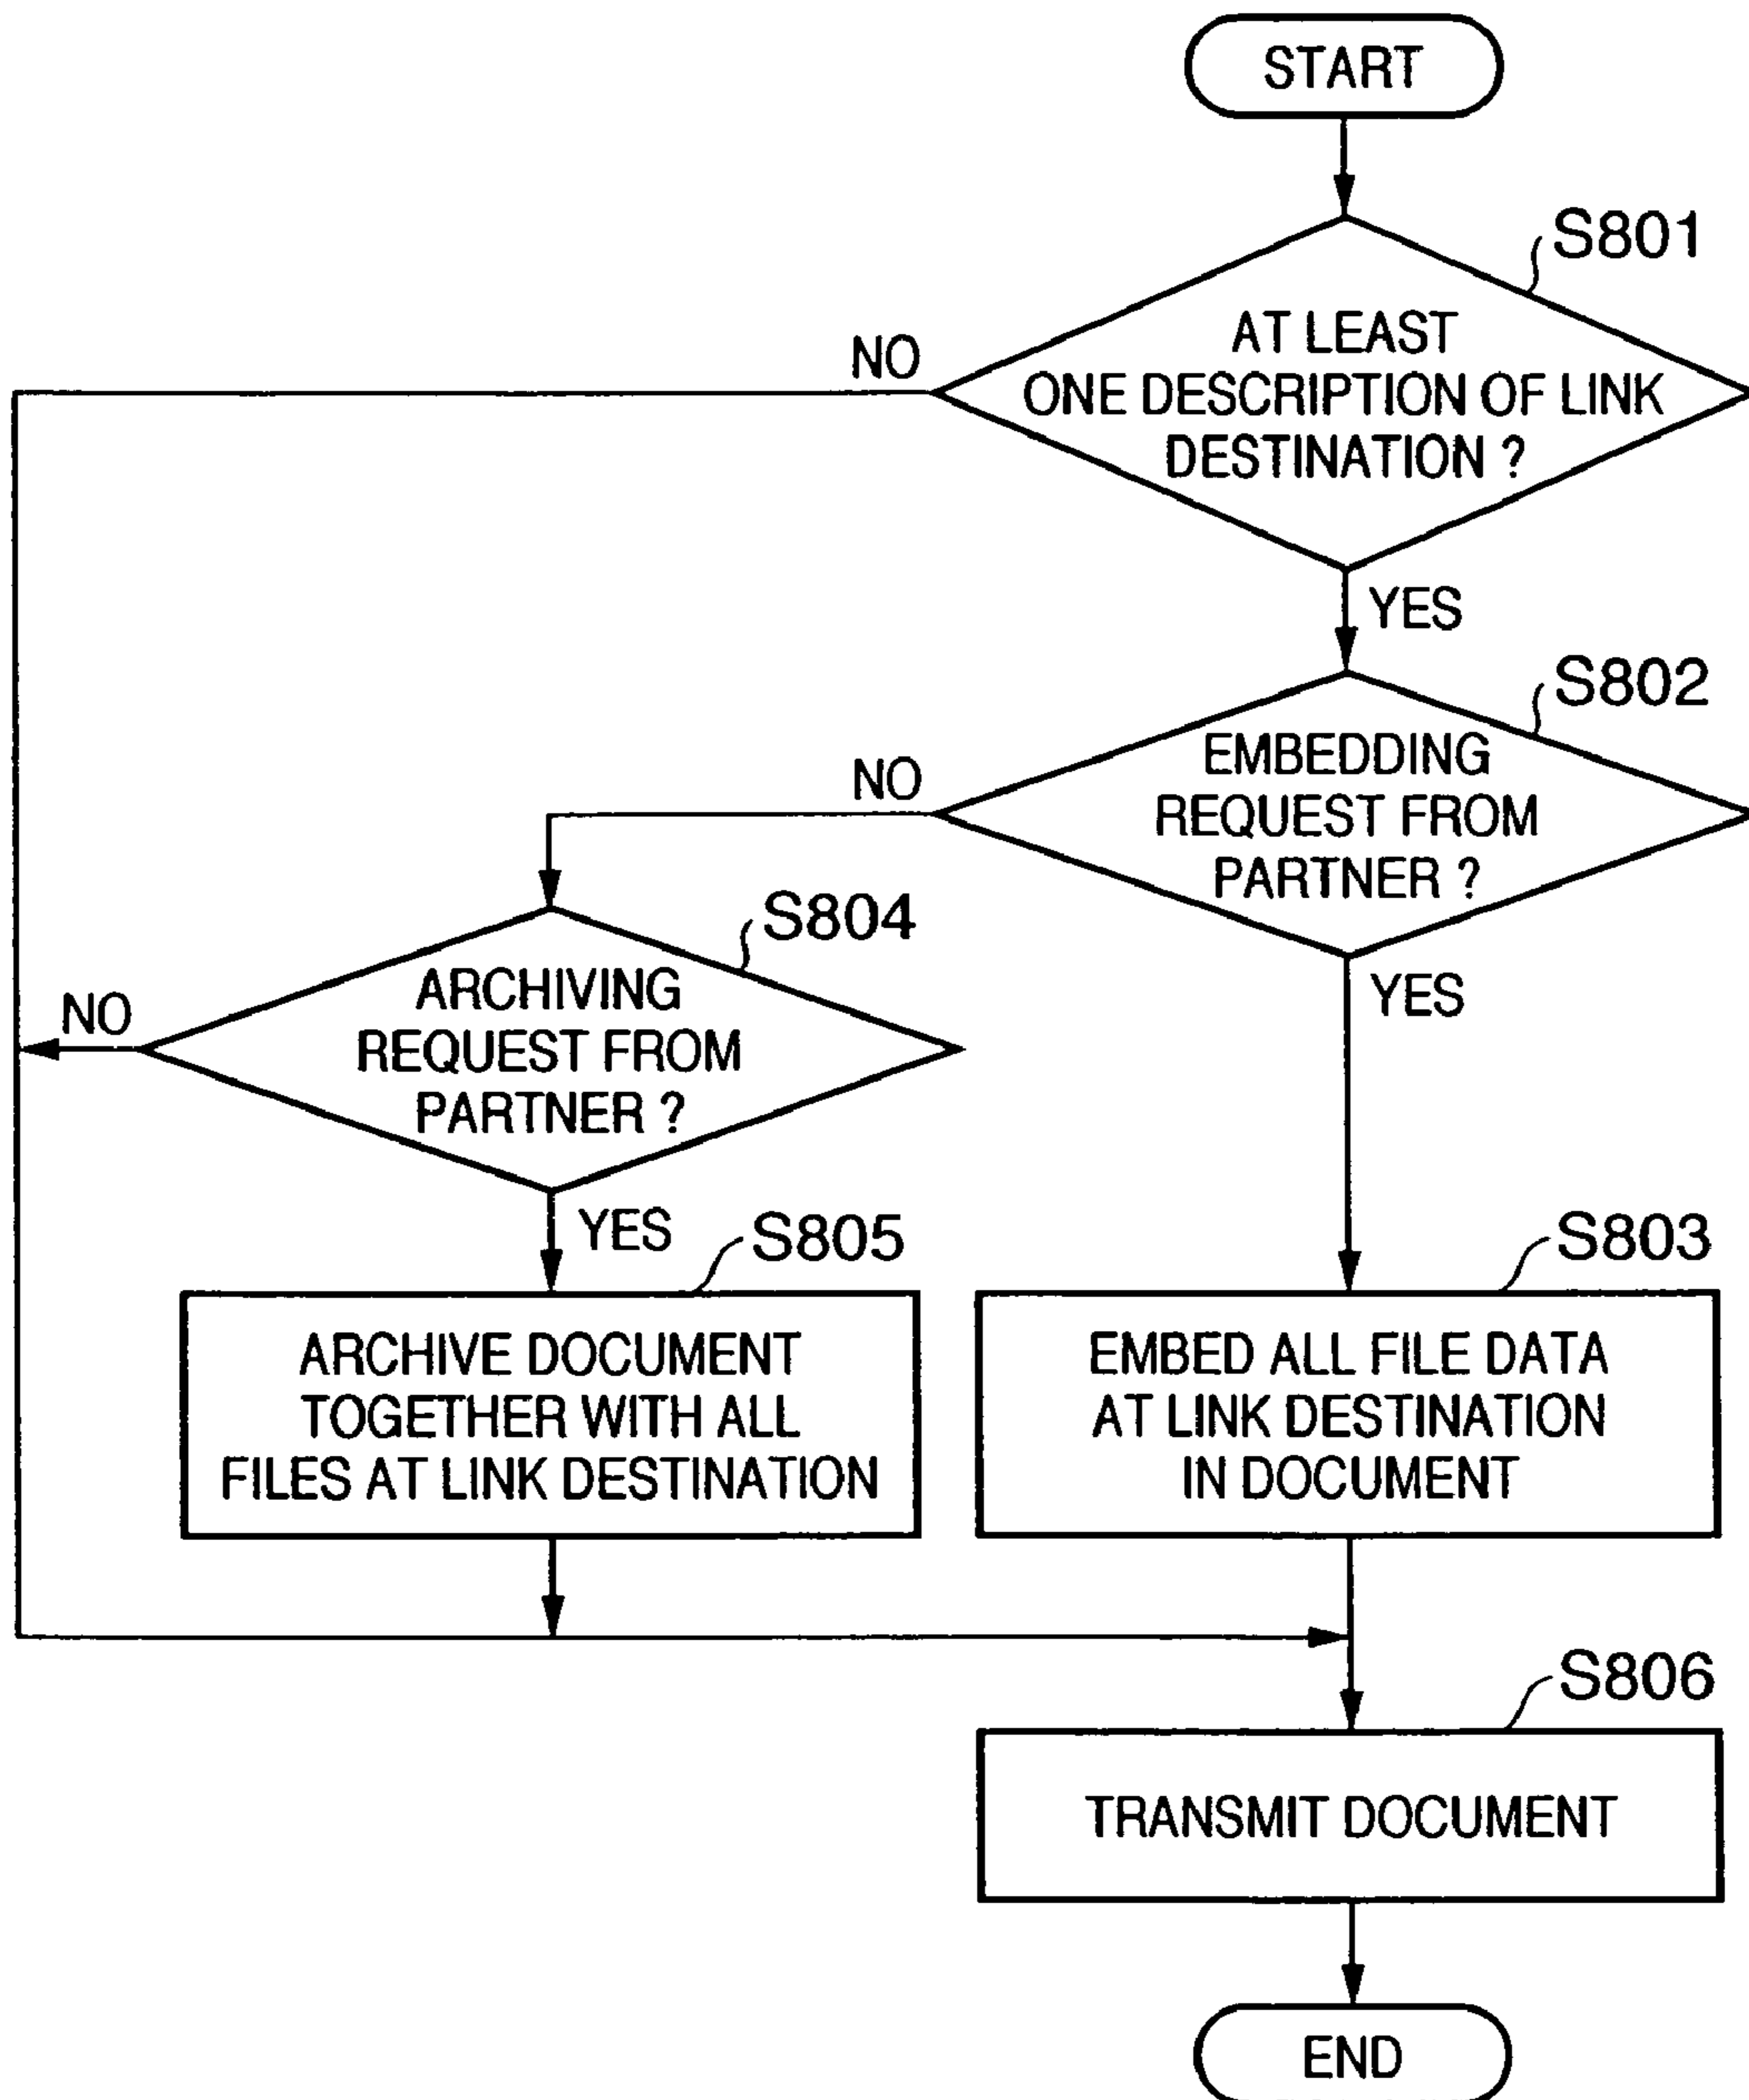 START
S801
AT LEAST
ONE DESCRIPTION OF LINK
DESTINATION ?
NO
YES
S802
EMBEDDING
REQUEST FROM
PARTNER ?
NO
YES
S804
ARCHIVING
REQUEST FROM
PARTNER ?
NO
YES
S805
ARCHIVE DOCUMENT
TOGETHER WITH ALL
FILES AT LINK DESTINATION
S803
EMBED ALL FILE DATA
AT LINK DESTINATION
IN DOCUMENT
S806
TRANSMIT DOCUMENT
END